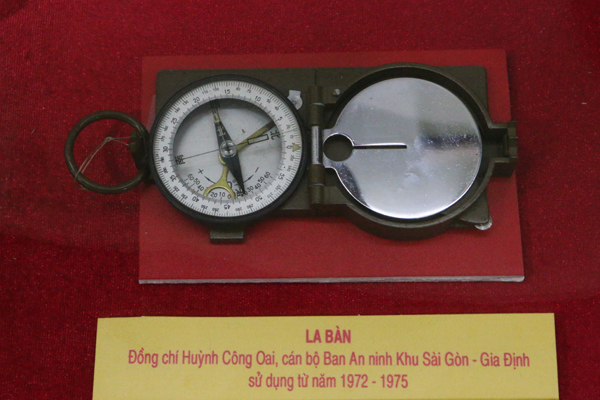 LA BÀN
Đồng chí Huỳnh Công Oai, cán bộ Ban An ninh Khu Sài Gòn - Gia Định
sử dụng từ năm 1972 - 1975